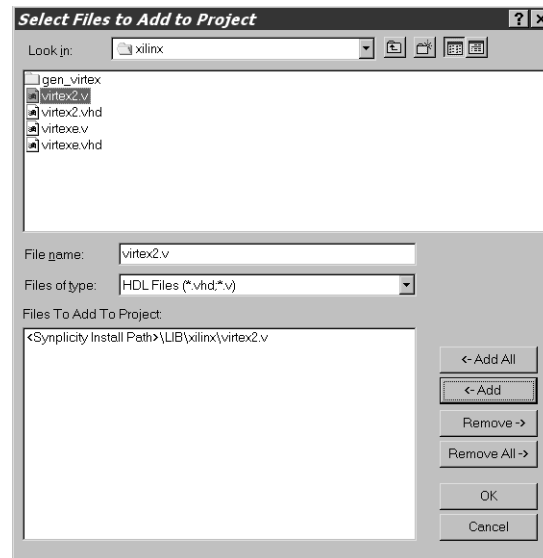 Select Files to Add to Project ? ×
Look in: xilinx
gen_virtex
virtex2.v
virtex2.vhd
virtexe.v
virtexe.vhd
File name: virtex2.v
Files of type: HDL Files (*.vhd;*.v)
Files To Add To Project:
<Synplicity Install Path>\LIB\xilinx\virtex2.v
<- Add All
<- Add
Remove ->
Remove All ->
OK
Cancel